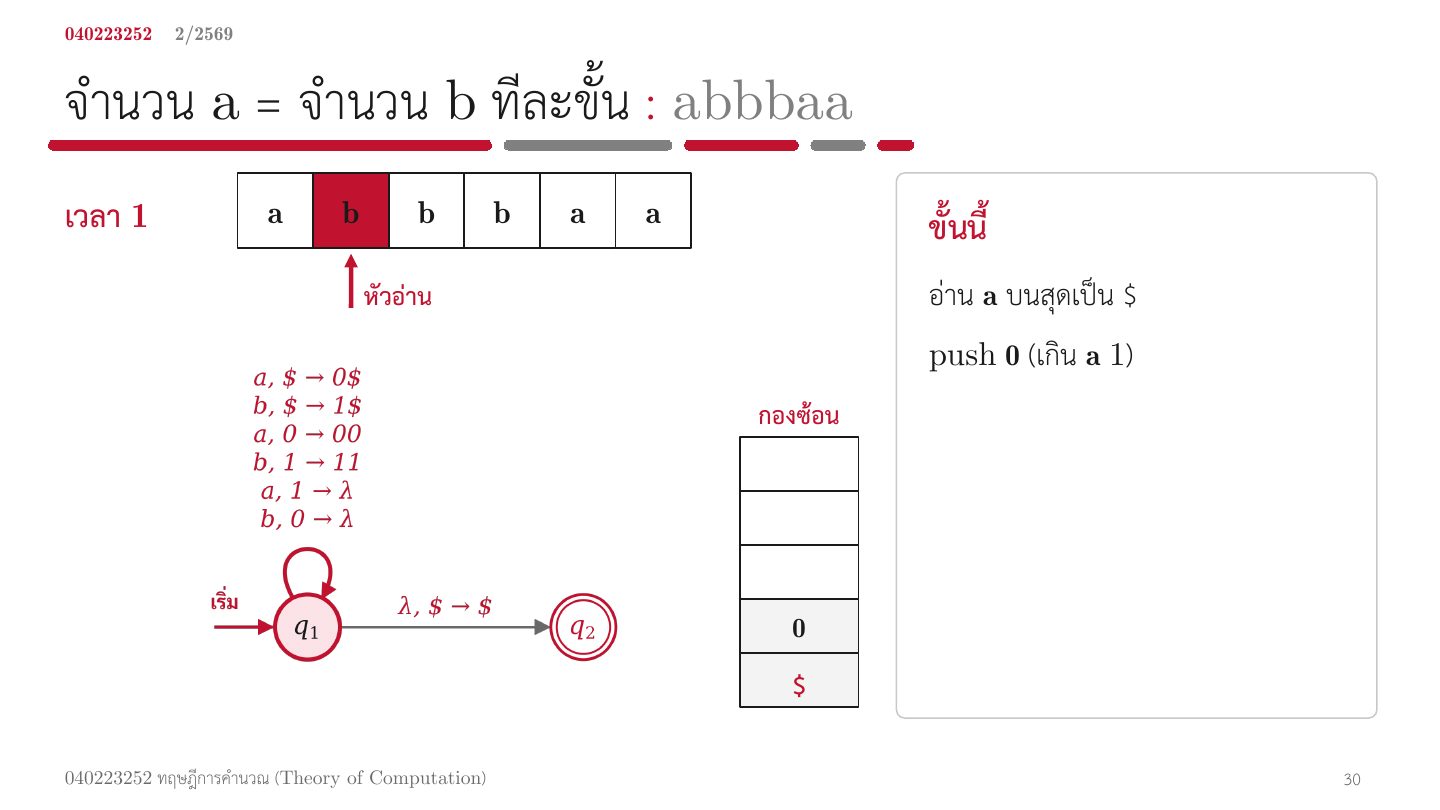 040223252 2/2569
จำนวน a = จำนวน b ทีละขั้น : abbbaa
เวลา 1
a b b b a a
หัวอ่าน
ขั้นนี้
อ่าน a บนสุดเป็น $
push 0 (เกิน a 1)
a, $ → 0$
b, $ → 1$
a, 0 → 00
b, 1 → 11
a, 1 → λ
b, 0 → λ
กองซ้อน
เริ่ม
q1
λ, $ → $
q2
0
$
040223252 ทฤษฎีการคำนวณ (Theory of Computation)
30